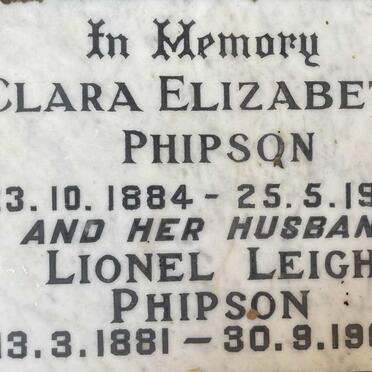 In Memory
CLARA ELIZABET
PHIPSON
3. 10. 1884 - 25. 5. 19
AND HER HUSBAN
LIONEL LEIGH
PHIPSON
13. 3. 1881 - 30. 9. 19